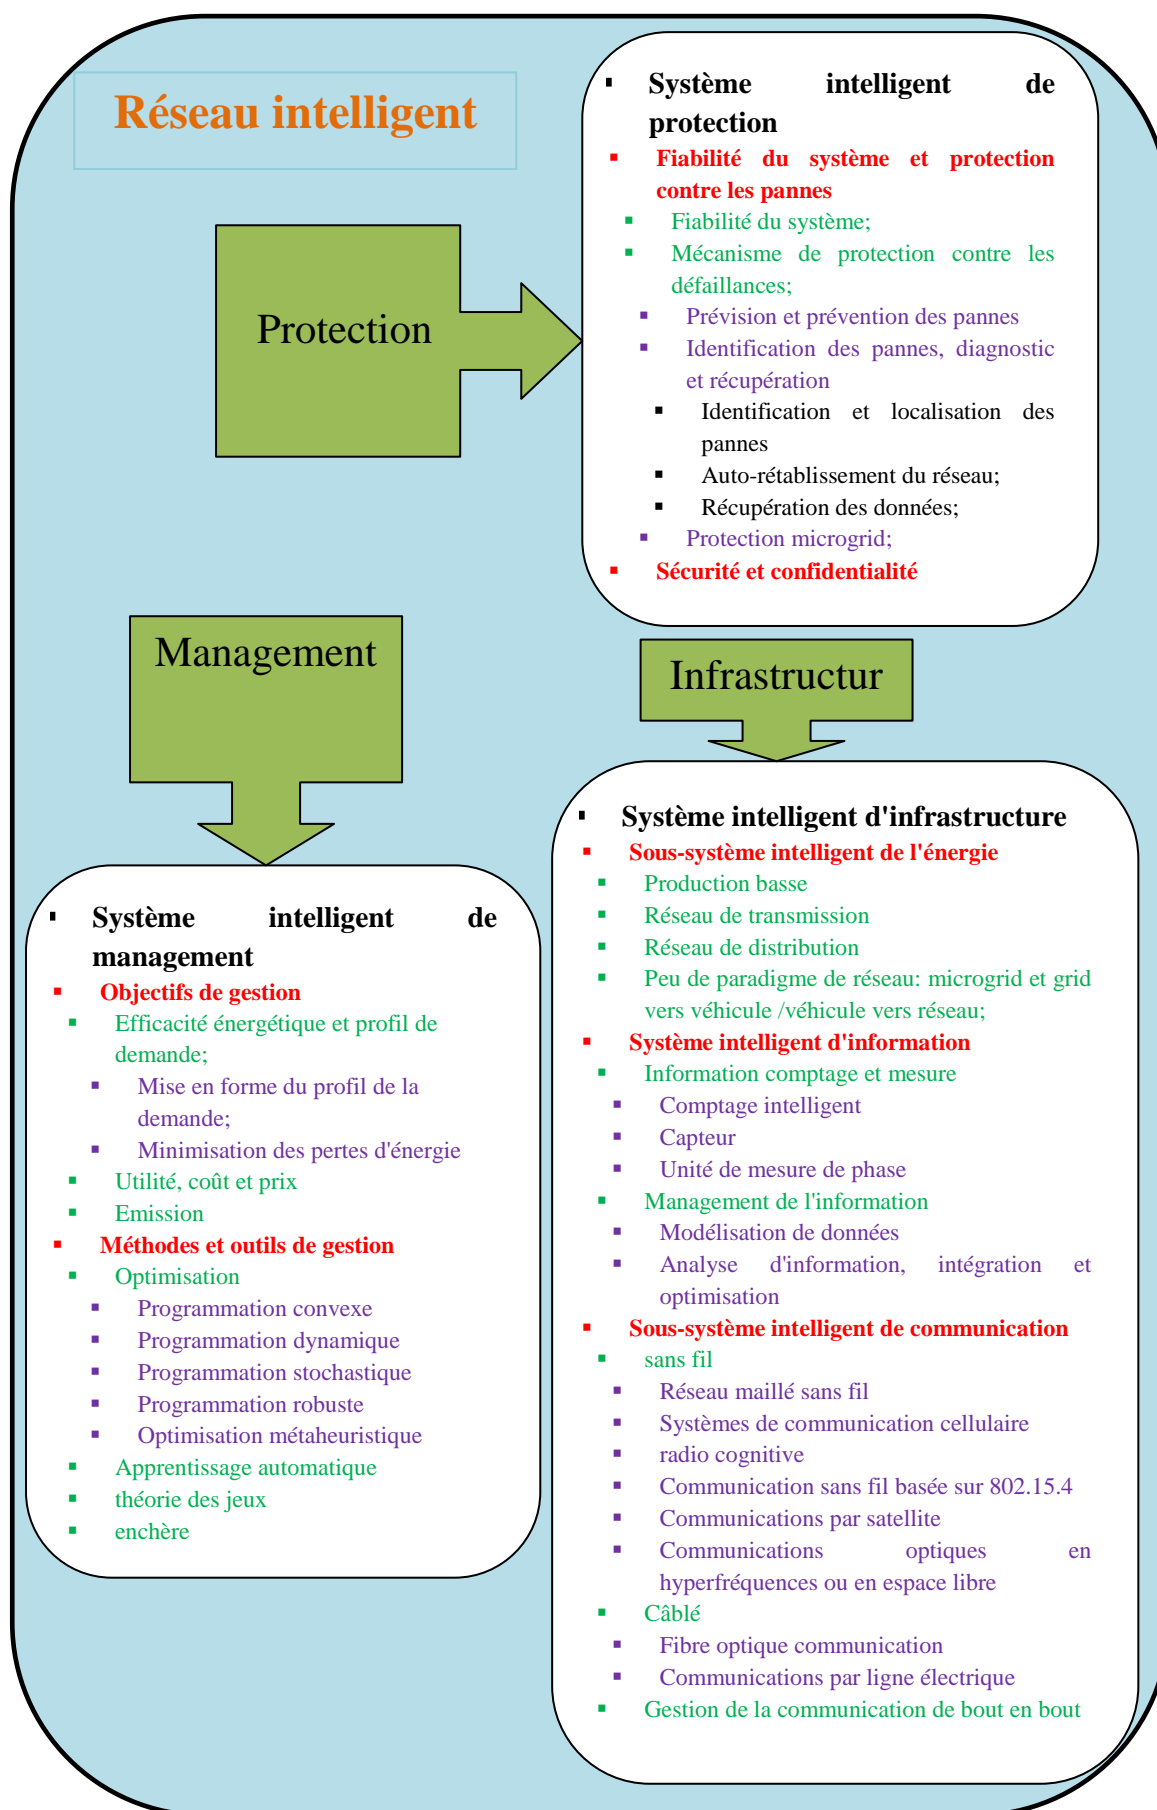 Réseau intelligent
Protection
Système intelligent de
protection
Fiabilité du système et protection
contre les pannes
Fiabilité du système;
Mécanisme de protection contre les
défaillances;
Prévision et prévention des pannes
Identification des pannes, diagnostic
et récupération
Identification et localisation des
pannes
Auto-rétablissement du réseau;
Récupération des données;
Protection microgrid;
Sécurité et confidentialité
Management
Système intelligent de
management
Objectifs de gestion
Efficacité énergétique et profil de
demande;
Mise en forme du profil de la
demande;
Minimisation des pertes d'énergie
Utilité, coût et prix
Emission
Méthodes et outils de gestion
Optimisation
Programmation convexe
Programmation dynamique
Programmation stochastique
Programmation robuste
Optimisation métaheuristique
Apprentissage automatique
théorie des jeux
enchère
Infrastructur
Système intelligent d'infrastructure
Sous-système intelligent de l'énergie
Production basse
Réseau de transmission
Réseau de distribution
Peu de paradigme de réseau: microgrid et grid
vers véhicule /véhicule vers réseau;
Système intelligent d'information
Information comptage et mesure
Comptage intelligent
Capteur
Unité de mesure de phase
Management de l'information
Modélisation de données
Analyse d'information, intégration et
optimisation
Sous-système intelligent de communication
sans fil
Réseau maillé sans fil
Systèmes de communication cellulaire
radio cognitive
Communication sans fil basée sur 802.15.4
Communications par satellite
Communications optiques en
hyperfréquences ou en espace libre
Câblé
Fibre optique communication
Communications par ligne électrique
Gestion de la communication de bout en bout